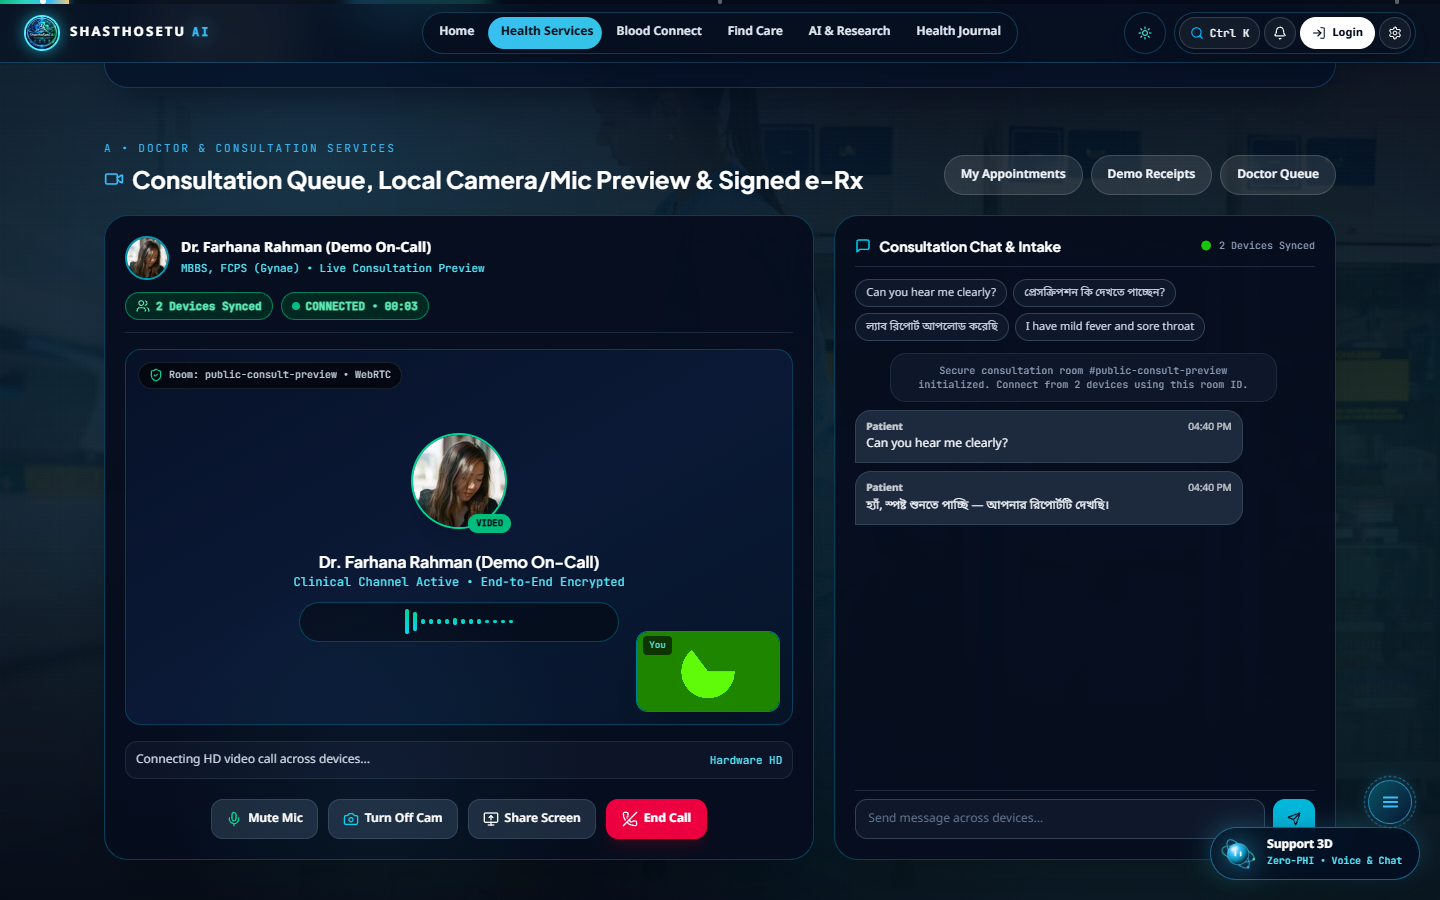 SHASTHOSETU AI
Home
Health Services
Blood Connect
Find Care
AI & Research
Health Journal
Ctrl K
Login
A • DOCTOR & CONSULTATION SERVICES
Consultation Queue, Local Camera/Mic Preview & Signed e-Rx
My Appointments
Demo Receipts
Doctor Queue
Dr. Farhana Rahman (Demo On-Call)
MBBS, FCPS (Gynae) • Live Consultation Preview
2 Devices Synced
CONNECTED • 00:03
Room: public-consult-preview • WebRTC
VIDEO
Dr. Farhana Rahman (Demo On-Call)
Clinical Channel Active • End-to-End Encrypted
You
Connecting HD video call across devices...
Hardware HD
Mute Mic
Turn Off Cam
Share Screen
End Call
Consultation Chat & Intake
2 Devices Synced
Can you hear me clearly?
প্রেসক্রিপশন কি দেখতে পাচ্ছেন?
ল্যাব রিপোর্ট আপলোড করেছি
I have mild fever and sore throat
Secure consultation room #public-consult-preview
initialized. Connect from 2 devices using this room ID.
Patient
04:40 PM
Can you hear me clearly?
Patient
04:40 PM
হ্যাঁ, স্পষ্ট শুনতে পাচ্ছি — আপনার রিপোর্টটি দেখছি।
Send message across devices...
Support 3D
Zero-PHI • Voice & Chat